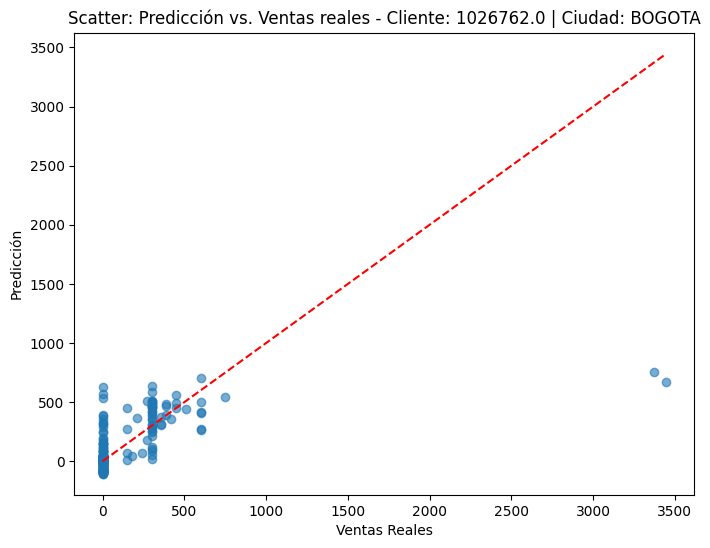 Scatter: Predicción vs. Ventas reales - Cliente: 1026762.0 | Ciudad: BOGOTA
3500
3000
2500
2000
1500
1000
500
0
Predicción
0 500 1000 1500 2000 2500 3000 3500
Ventas Reales